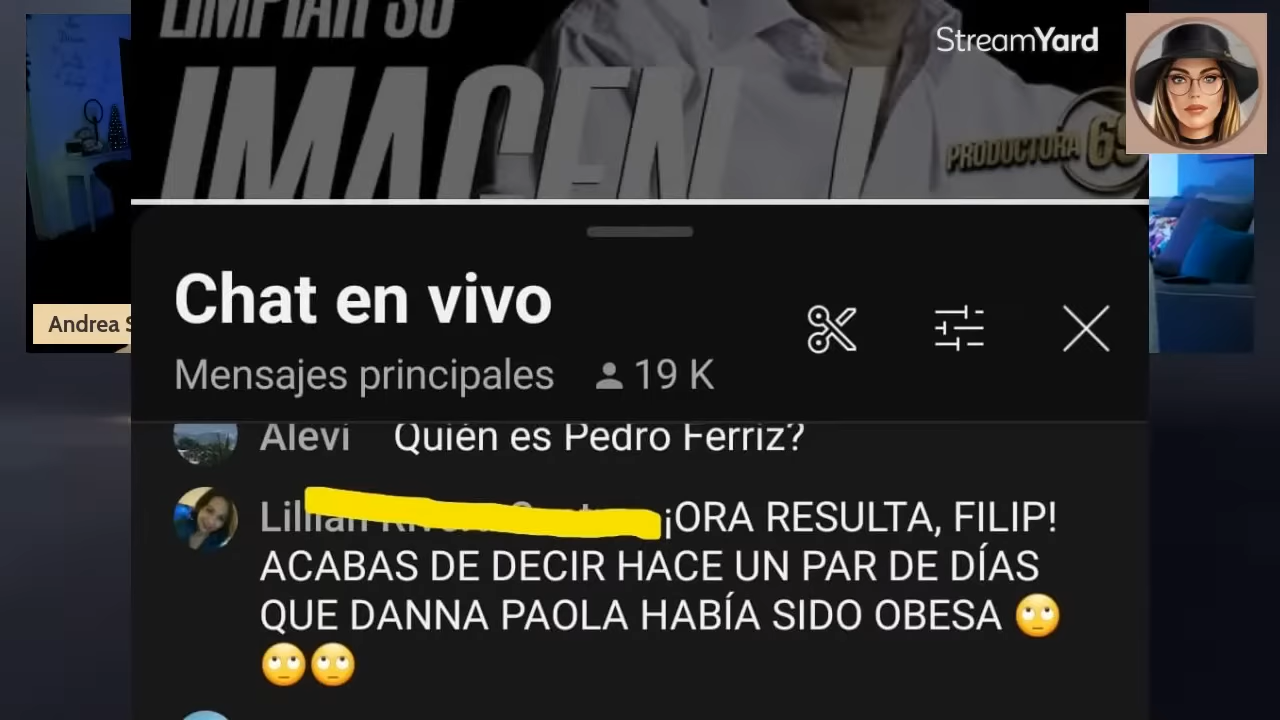 LIMPIAR SU
StreamYard
IMAGEN
PRODUCTORA 69
Andrea S
Chat en vivo
Mensajes principales 19 K
Alevi Quién es Pedro Ferriz?
¡ORA RESULTA, FILIP!
ACABAS DE DECIR HACE UN PAR DE DÍAS
QUE DANNA PAOLA HABÍA SIDO OBESA 🙄
🙄🙄